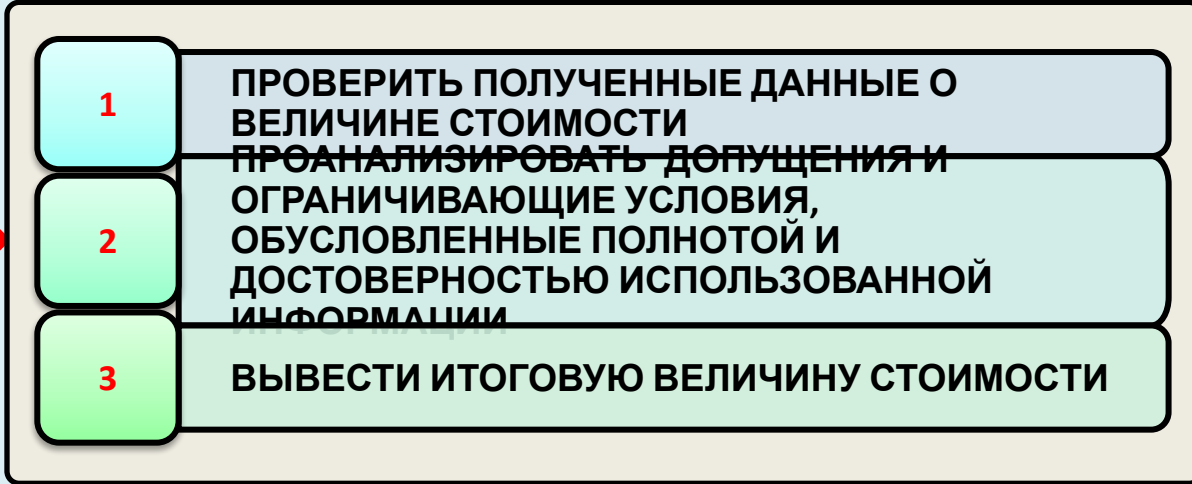 1
ПРОВЕРИТЬ ПОЛУЧЕННЫЕ ДАННЫЕ О
ВЕЛИЧИНЕ СТОИМОСТИ
2
ПРОАНАЛИЗИРОВАТЬ ДОПУЩЕНИЯ И
ОГРАНИЧИВАЮЩИЕ УСЛОВИЯ,
ОБУСЛОВЛЕННЫЕ ПОЛНОТОЙ И
ДОСТОВЕРНОСТЬЮ ИСПОЛЬЗОВАННОЙ
ИНФОРМАЦИИ
3
ВЫВЕСТИ ИТОГОВУЮ ВЕЛИЧИНУ СТОИМОСТИ